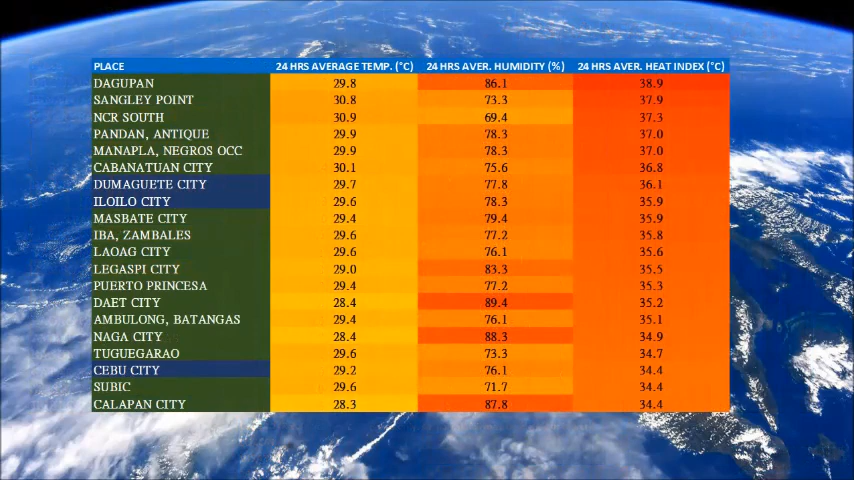 PLACE 24 HRS AVERAGE TEMP. (°C) 24 HRS AVER. HUMIDITY (%) 24 HRS AVER. HEAT INDEX (°C)
DAGUPAN 29.8 86.1 38.9
SANGLEY POINT 30.8 73.3 37.9
NCR SOUTH 30.9 69.4 37.3
PANDAN, ANTIQUE 29.9 78.3 37.0
MANAPLA, NEGROS OCC 29.9 78.3 37.0
CABANATUAN CITY 30.1 75.6 36.8
DUMAGUETE CITY 29.7 77.8 36.1
ILOILO CITY 29.6 78.3 35.9
MASBATE CITY 29.4 79.4 35.9
IBA, ZAMBALES 29.6 77.2 35.8
LAOAG CITY 29.6 76.1 35.6
LEGASPI CITY 29.0 83.3 35.5
PUERTO PRINCESA 29.4 77.2 35.3
DAET CITY 28.4 89.4 35.2
AMBULONG, BATANGAS 29.4 76.1 35.1
NAGA CITY 28.4 88.3 34.9
TUGUEGARAO 29.6 73.3 34.7
CEBU CITY 29.2 76.1 34.4
SUBIC 29.6 71.7 34.4
CALAPAN CITY 28.3 87.8 34.4